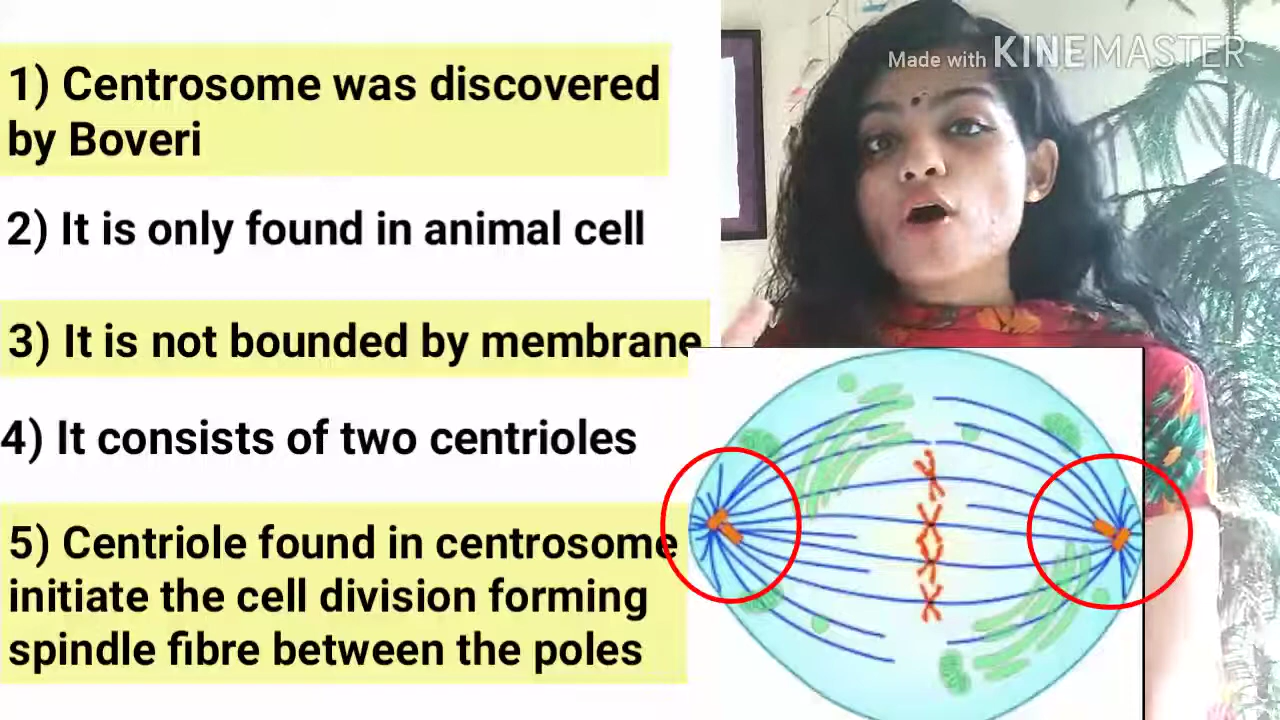 Made with KINEMASTER
1) Centrosome was discovered
by Boveri
2) It is only found in animal cell
3) It is not bounded by membrane
4) It consists of two centrioles
5) Centriole found in centrosome
initiate the cell division forming
spindle fibre between the poles